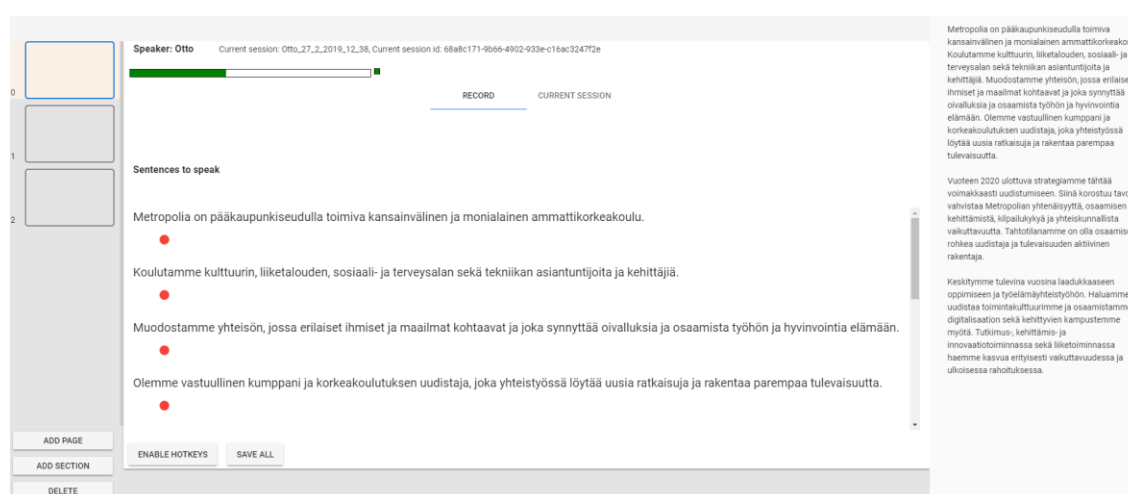 0
1
2
ADD PAGE
ADD SECTION
DELETE
Speaker: Otto Current session: Otto_27_2_2019_12_38, Current session id: 68a8c171-9b66-4902-933e-c16ac3247f2e
RECORD CURRENT SESSION
Sentences to speak
Metropolia on pääkaupunkiseudulla toimiva kansainvälinen ja monialainen ammattikorkeakoulu.
Koulutamme kulttuurin, liiketalouden, sosiaali- ja terveysalan sekä tekniikan asiantuntijoita ja kehittäjiä.
Muodostamme yhteisön, jossa erilaiset ihmiset ja maailmat kohtaavat ja joka synnyttää oivalluksia ja osaamista työhön ja hyvinvointia elämään.
Olemme vastuullinen kumppani ja korkeakoulutuksen uudistaja, joka yhteistyössä löytää uusia ratkaisuja ja rakentaa parempaa tulevaisuutta.
ENABLE HOTKEYS SAVE ALL
Metropolia on pääkaupunkiseudulla toimiva
kansainvälinen ja monialainen
Koulutamme kulttuurin, liiketalouden, sosiaali- ja
terveysalan sekä tekniikan asiantuntijoita ja
kehittäjiä. Muodostamme yhteisön, jossa
ihmiset ja maailmat kohtaavat ja joka synnyttää
oivalluksia ja osaamista työhön ja hyvinvointia
elämään. Olemme vastuullinen kumppani ja
korkeakoulutuksen uudistaja, joka yhteistyössä
löytää uusia ratkaisuja ja rakentaa parempaa
tulevaisuutta.
Vuoteen 2020 ulottuva strategiamme tähtää
voimakkaasti uudistumiseen. Siinä korostuu
vahvistaa Metropolian yhtenäisyyttä, osaamisen
kehittämistä, kilpailukykyä ja yhteiskunnallista
vaikuttavuutta. Tahtotilanamme on olla
rohkea uudistaja ja tulevaisuuden aktiivinen
rakentaja.
Keskitymme tulevina vuosina laadukkaaseen
oppimiseen ja työelämäyhteistyöhön. Haluamme
uudistaa toimintakulttuurimme ja
digitalisaation sekä kehittyvien kampustemme
myötä. Tutkimus-, kehittämis- ja
innovaatiotoiminnassa sekä liiketoiminnassa
haemme kasvua erityisesti vaikuttavuudessa ja
ulkoisessa rahoituksessa.